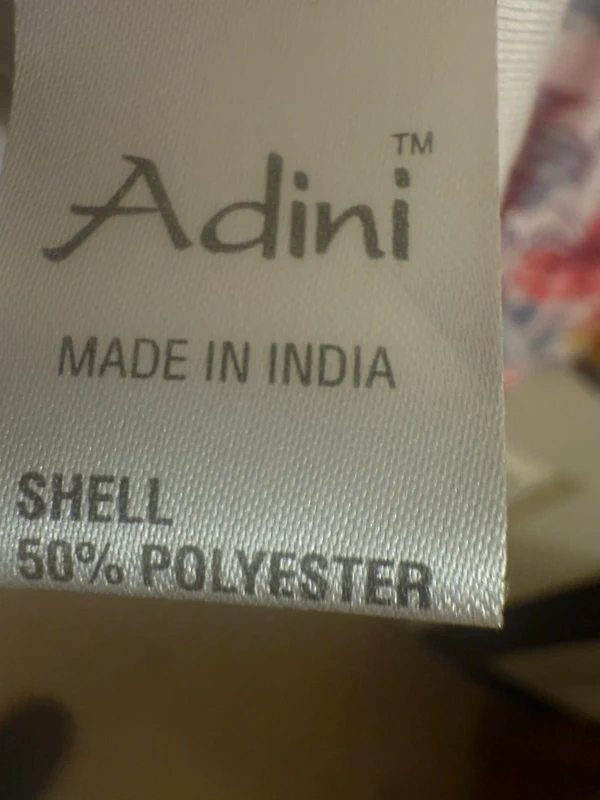 Adini™
MADE IN INDIA
SHELL
50% POLYESTER